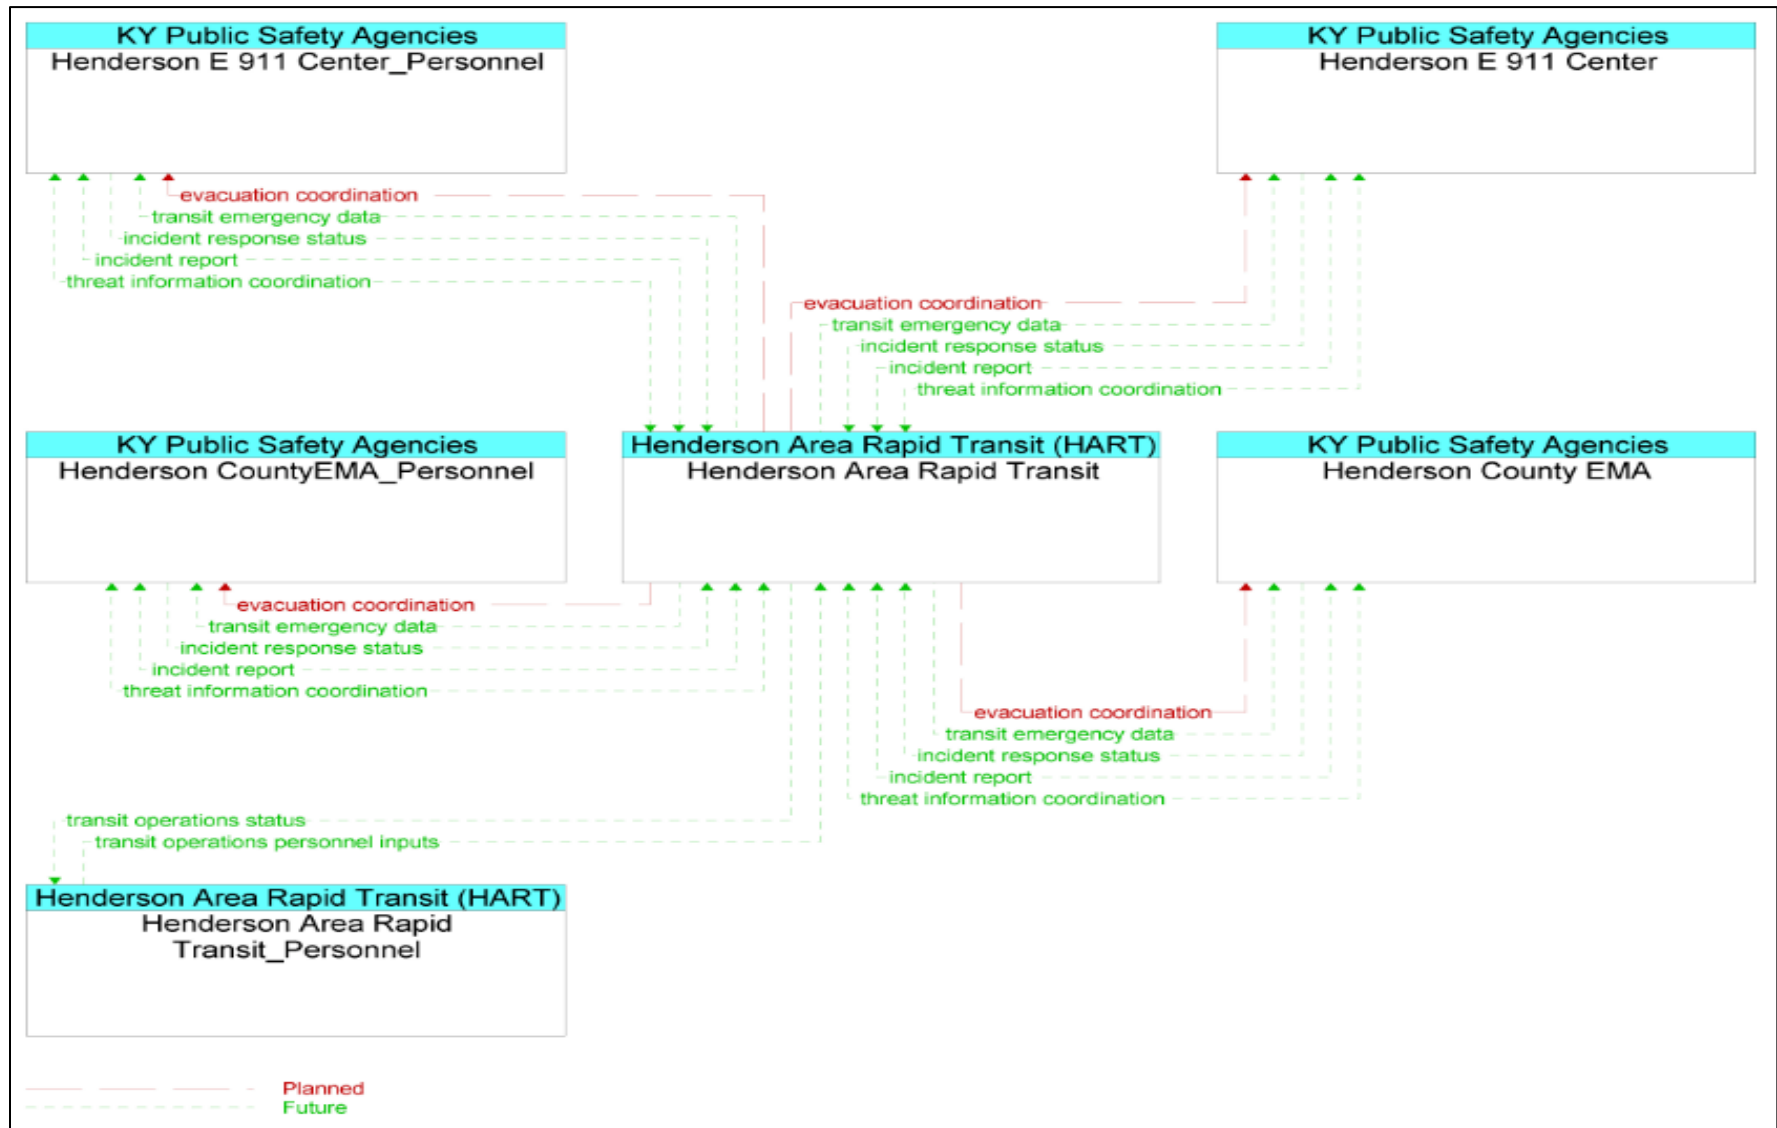 KY Public Safety Agencies
Henderson E 911 Center_Personnel
KY Public Safety Agencies
Henderson E 911 Center
evacuation coordination
transit emergency data
incident response status
incident report
threat information coordination
evacuation coordination
transit emergency data
incident response status
incident report
threat information coordination
KY Public Safety Agencies
Henderson CountyEMA_Personnel
Henderson Area Rapid Transit (HART)
Henderson Area Rapid Transit
KY Public Safety Agencies
Henderson County EMA
evacuation coordination
transit emergency data
incident response status
incident report
threat information coordination
evacuation coordination
transit emergency data
incident response status
incident report
threat information coordination
transit operations status
transit operations personnel inputs
Henderson Area Rapid Transit (HART)
Henderson Area Rapid
Transit_Personnel
Planned
Future